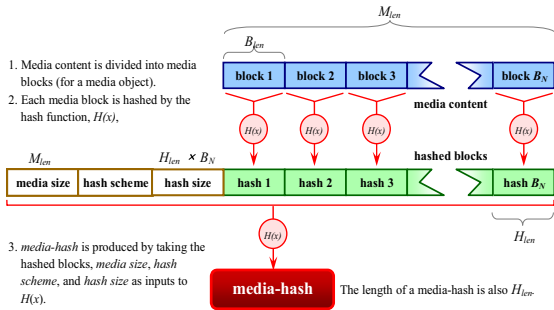 M_len
B_len
1. Media content is divided into media
blocks (for a media object).
2. Each media block is hashed by the
hash function, H(x),
block 1 block 2 block 3 block B_N
media content
H(x) H(x) H(x) H(x)
M_len H_len × B_N hashed blocks
media size hash scheme hash size hash 1 hash 2 hash 3 hash B_N
H(x) H_len
3. media-hash is produced by taking the
hashed blocks, media size, hash
scheme, and hash size as inputs to
H(x).
media-hash
The length of a media-hash is also H_len.